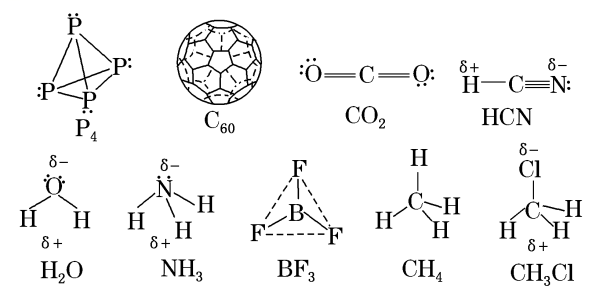 P
P:
:P
P
P₄
C₆₀
O═C═O
CO₂
δ+ δ−
H—C≡N:
HCN
δ−
O
H H
δ+
H₂O
δ−
N
H H H
δ+
NH₃
F
B
F F
BF₃
H
C
H H H
CH₄
δ−
Cl
C
H H H
δ+
CH₃Cl